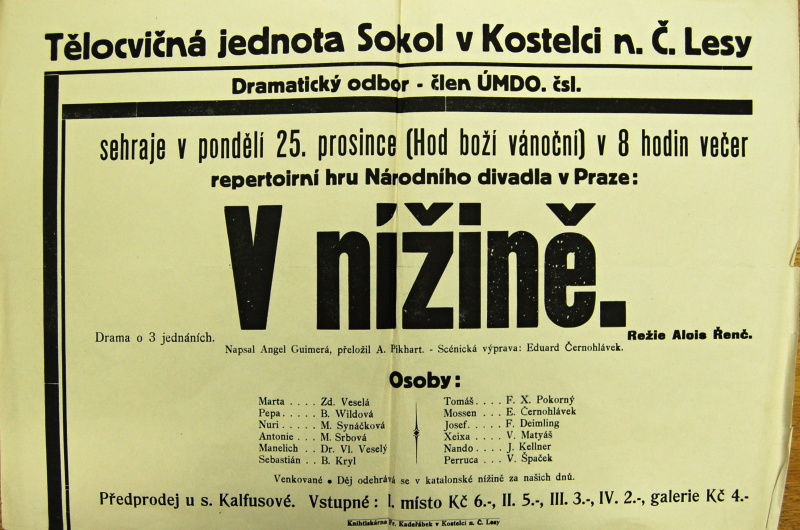 Tělocvičná jednota Sokol v Kostelci n. Č. Lesy
Dramatický odbor - člen ÚMDO. čsl.
sehraje v pondělí 25. prosince (Hod boží vánoční) v 8 hodin večer
repertoirní hru Národního divadla v Praze:
V nížině.
Drama o 3 jednáních.
Režie Alois Řenč.
Napsal Angel Guimerá, přeložil A. Pikhart. - Scénická výprava: Eduard Černohlávek.
Osoby:
Marta . . . . Zd. Veselá
Pepa . . . . . B. Wildová
Nuri . . . . . M. Synáčková
Antonie . . . M. Srbová
Manelich . . Dr. Vl. Veselý
Sebastián . . B. Kryl
Tomáš . . . . F. X. Pokorný
Mossen . . . E. Černohlávek
Josef . . . . F. Deimling
Xeixa . . . . V. Matyáš
Nando . . . . J. Kellner
Perruca . . . V. Špaček
Venkované • Děj odehrává se v katalonské nížině za našich dnů.
Předprodej u s. Kalfusové. Vstupné: I. místo Kč 6.-, II. 5.-, III. 3.-, IV. 2.-, galerie Kč 4.-
Knihtiskárna Fr. Kadeřábek v Kostelci n. Č. Lesy